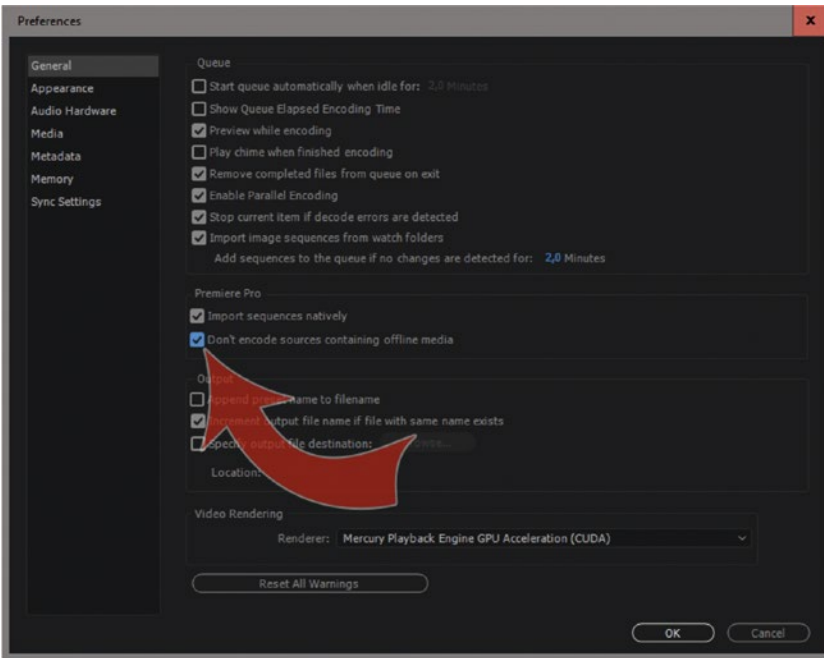 Preferences
x
General
Appearance
Audio Hardware
Media
Metadata
Memory
Sync Settings
Queue
Start queue automatically when idle for: 2,0 Minutes
Show Queue Elapsed Encoding Time
Preview while encoding
Play chime when finished encoding
Remove completed files from queue on exit
Enable Parallel Encoding
Stop current item if decode errors are detected
Import image sequences from watch folders
Add sequences to the queue if no changes are detected for: 2,0 Minutes
Premiere Pro
Import sequences natively
Don't encode sources containing offline media
Output
Append preset name to filename
Increment output file name if file with same name exists
Specify output file destination:
Location:
Video Rendering
Renderer: Mercury Playback Engine GPU Acceleration (CUDA)
Reset All Warnings
OK Cancel